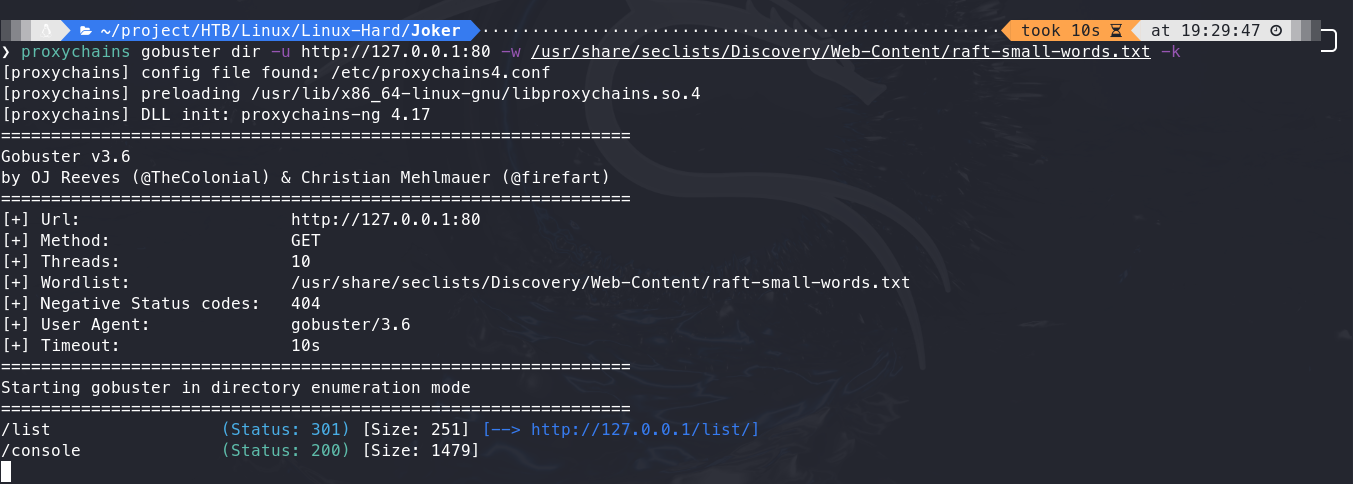 ~/project/HTB/Linux/Linux-Hard/Joker took 10s at 19:29:47
❯ proxychains gobuster dir -u http://127.0.0.1:80 -w /usr/share/seclists/Discovery/Web-Content/raft-small-words.txt -k
[proxychains] config file found: /etc/proxychains4.conf
[proxychains] preloading /usr/lib/x86_64-linux-gnu/libproxychains.so.4
[proxychains] DLL init: proxychains-ng 4.17
===============================================================
Gobuster v3.6
by OJ Reeves (@TheColonial) & Christian Mehlmauer (@firefart)
===============================================================
[+] Url:                     http://127.0.0.1:80
[+] Method:                  GET
[+] Threads:                 10
[+] Wordlist:                /usr/share/seclists/Discovery/Web-Content/raft-small-words.txt
[+] Negative Status codes:   404
[+] User Agent:              gobuster/3.6
[+] Timeout:                 10s
===============================================================
Starting gobuster in directory enumeration mode
===============================================================
/list                 (Status: 301) [Size: 251] [--> http://127.0.0.1/list/]
/console              (Status: 200) [Size: 1479]